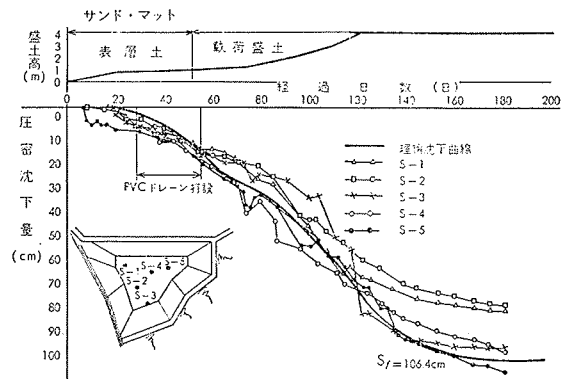 サンド・マット
盛土高(m)
4
3
2
1
0
表層土
載荷盛土
経過日数(日)
0 20 40 60 80 100 120 140 160 180 200
圧密沈下量(cm)
0
10
20
30
40
50
60
70
80
90
100
PVCドレーン打設
理論沈下曲線
S-1
S-2
S-3
S-4
S-5
S-1
S-4
S-5
S-2
S-3
Sf=106.4cm